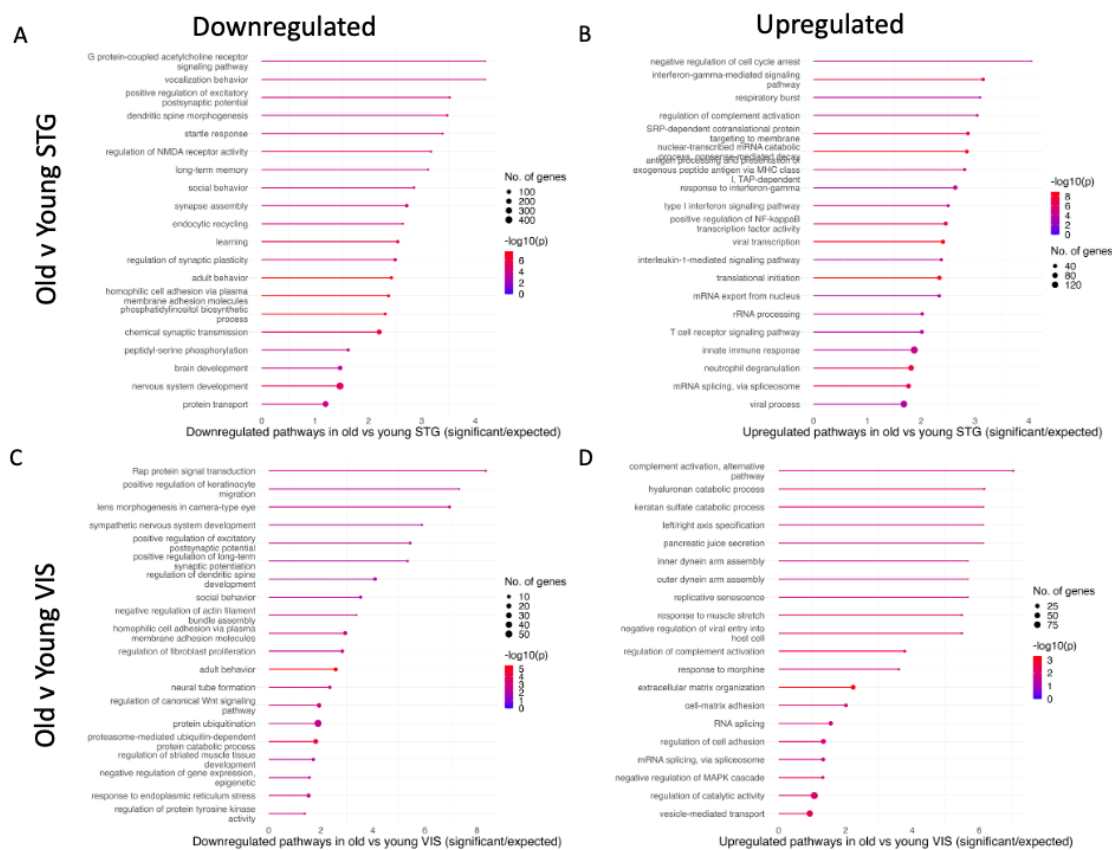 Downregulated
Upregulated
Old v Young STG
A
G protein-coupled acetylcholine receptor
signaling pathway
vocalization behavior
positive regulation of excitatory
postsynaptic potential
dendritic spine morphogenesis
startle response
regulation of NMDA receptor activity
long-term memory
social behavior
synapse assembly
endocytic recycling
learning
regulation of synaptic plasticity
adult behavior
homophilic cell adhesion via plasma
membrane adhesion molecules
phosphatidylinositol biosynthetic
process
chemical synaptic transmission
peptidyl-serine phosphorylation
brain development
nervous system development
protein transport
0 1 2 3 4
Downregulated pathways in old vs young STG (significant/expected)
No. of genes
100
200
300
400
-log10(p)
6
4
2
0
B
negative regulation of cell cycle arrest
interferon-gamma-mediated signaling
pathway
respiratory burst
regulation of complement activation
SRP-dependent cotranslational protein
targeting to membrane
nuclear-transcribed mRNA catabolic
process, nonsense-mediated decay
antigen processing and presentation of
exogenous peptide antigen via MHC class
I, TAP-dependent
response to interferon-gamma
type I interferon signaling pathway
positive regulation of NF-kappaB
transcription factor activity
viral transcription
interleukin-1-mediated signaling pathway
translational initiation
mRNA export from nucleus
rRNA processing
T cell receptor signaling pathway
innate immune response
neutrophil degranulation
mRNA splicing, via spliceosome
viral process
0 1 2 3 4
Upregulated pathways in old vs young STG (significant/expected)
-log10(p)
8
6
4
2
0
No. of genes
40
80
120
Old v Young VIS
C
Rap protein signal transduction
positive regulation of keratinocyte
migration
lens morphogenesis in camera-type eye
sympathetic nervous system development
positive regulation of excitatory
postsynaptic potential
positive regulation of long-term
synaptic potentiation
regulation of dendritic spine
development
social behavior
negative regulation of actin filament
bundle assembly
homophilic cell adhesion via plasma
membrane adhesion molecules
regulation of fibroblast proliferation
adult behavior
neural tube formation
regulation of canonical Wnt signaling
pathway
protein ubiquitination
proteasome-mediated ubiquitin-dependent
protein catabolic process
regulation of striated muscle tissue
development
negative regulation of gene expression,
epigenetic
response to endoplasmic reticulum stress
regulation of protein tyrosine kinase
activity
0 2 4 6 8
Downregulated pathways in old vs young VIS (significant/expected)
No. of genes
10
20
30
40
50
-log10(p)
5
4
3
2
1
0
D
complement activation, alternative
pathway
hyaluronan catabolic process
keratan sulfate catabolic process
left/right axis specification
pancreatic juice secretion
inner dynein arm assembly
outer dynein arm assembly
replicative senescence
response to muscle stretch
negative regulation of viral entry into
host cell
regulation of complement activation
response to morphine
extracellular matrix organization
cell-matrix adhesion
RNA splicing
regulation of cell adhesion
mRNA splicing, via spliceosome
negative regulation of MAPK cascade
regulation of catalytic activity
vesicle-mediated transport
0 2 4 6
Upregulated pathways in old vs young VIS (significant/expected)
No. of genes
25
50
75
-log10(p)
3
2
1
0